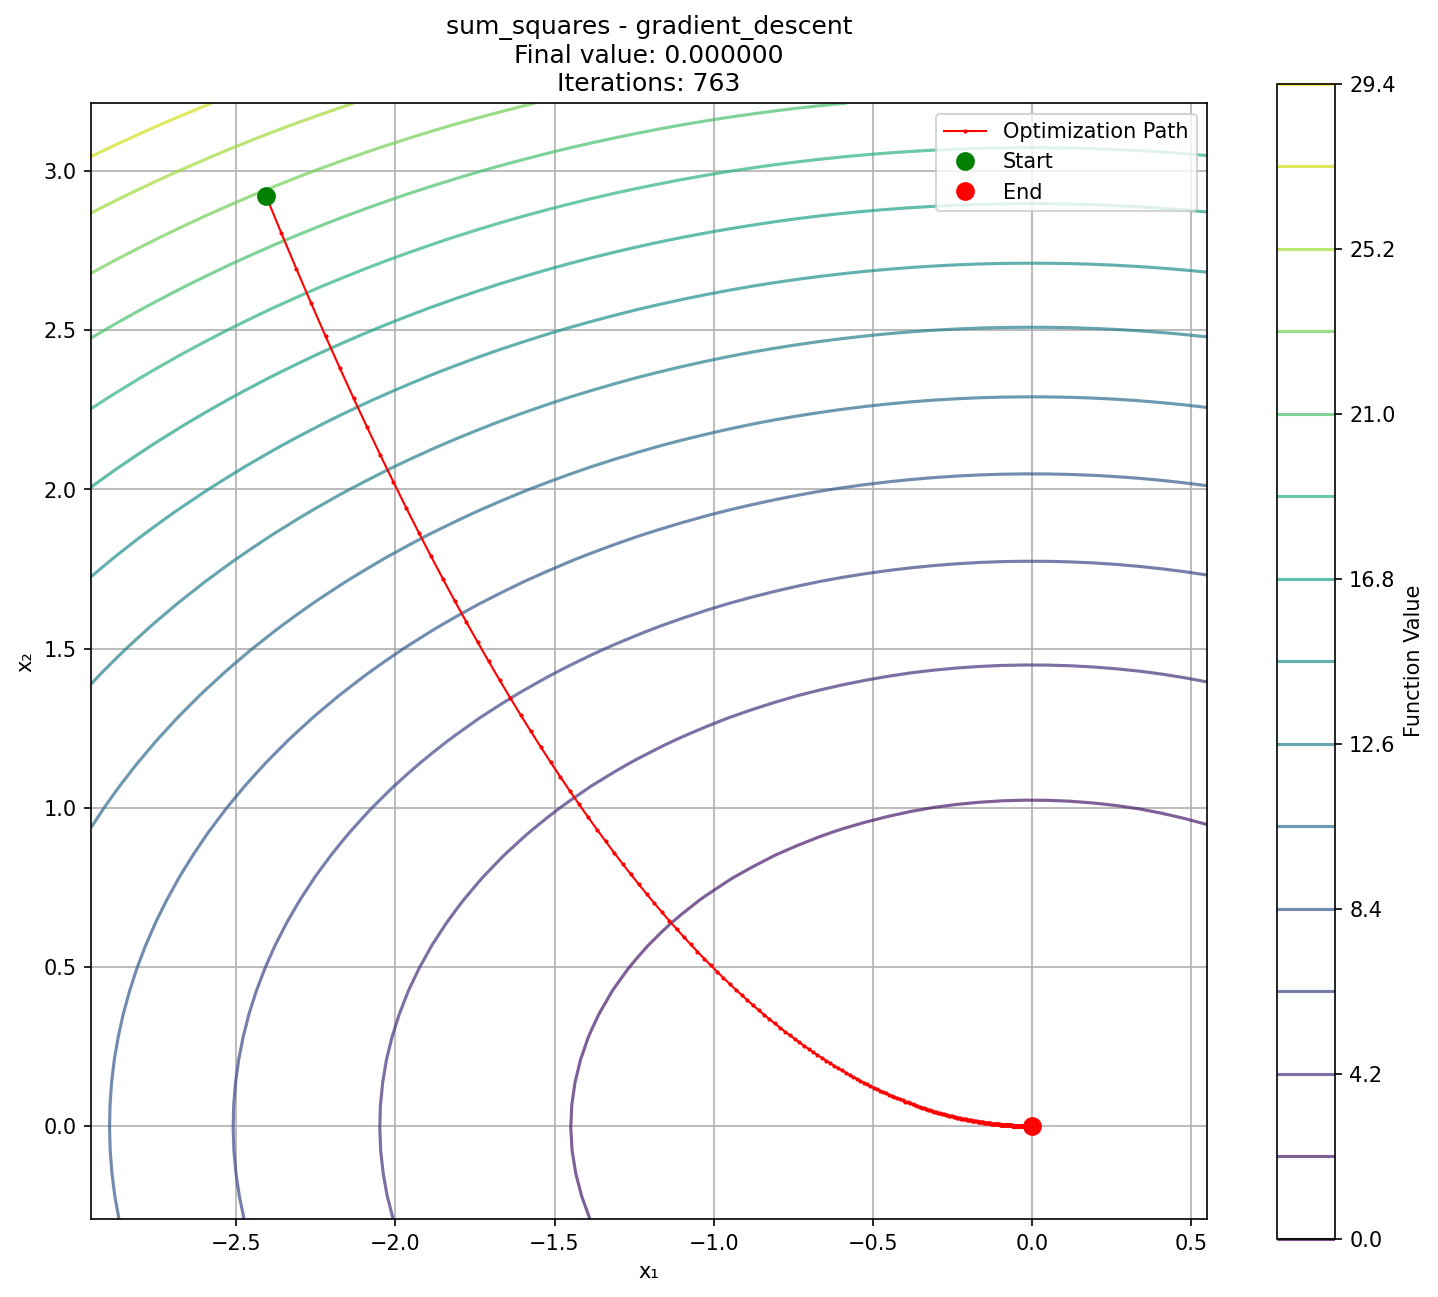 sum_squares - gradient_descent
Final value: 0.000000
Iterations: 763
Optimization Path
Start
End
3.0
2.5
2.0
1.5
1.0
0.5
0.0
x₂
−2.5
−2.0
−1.5
−1.0
−0.5
0.0
0.5
x₁
29.4
25.2
21.0
16.8
12.6
8.4
4.2
0.0
Function Value